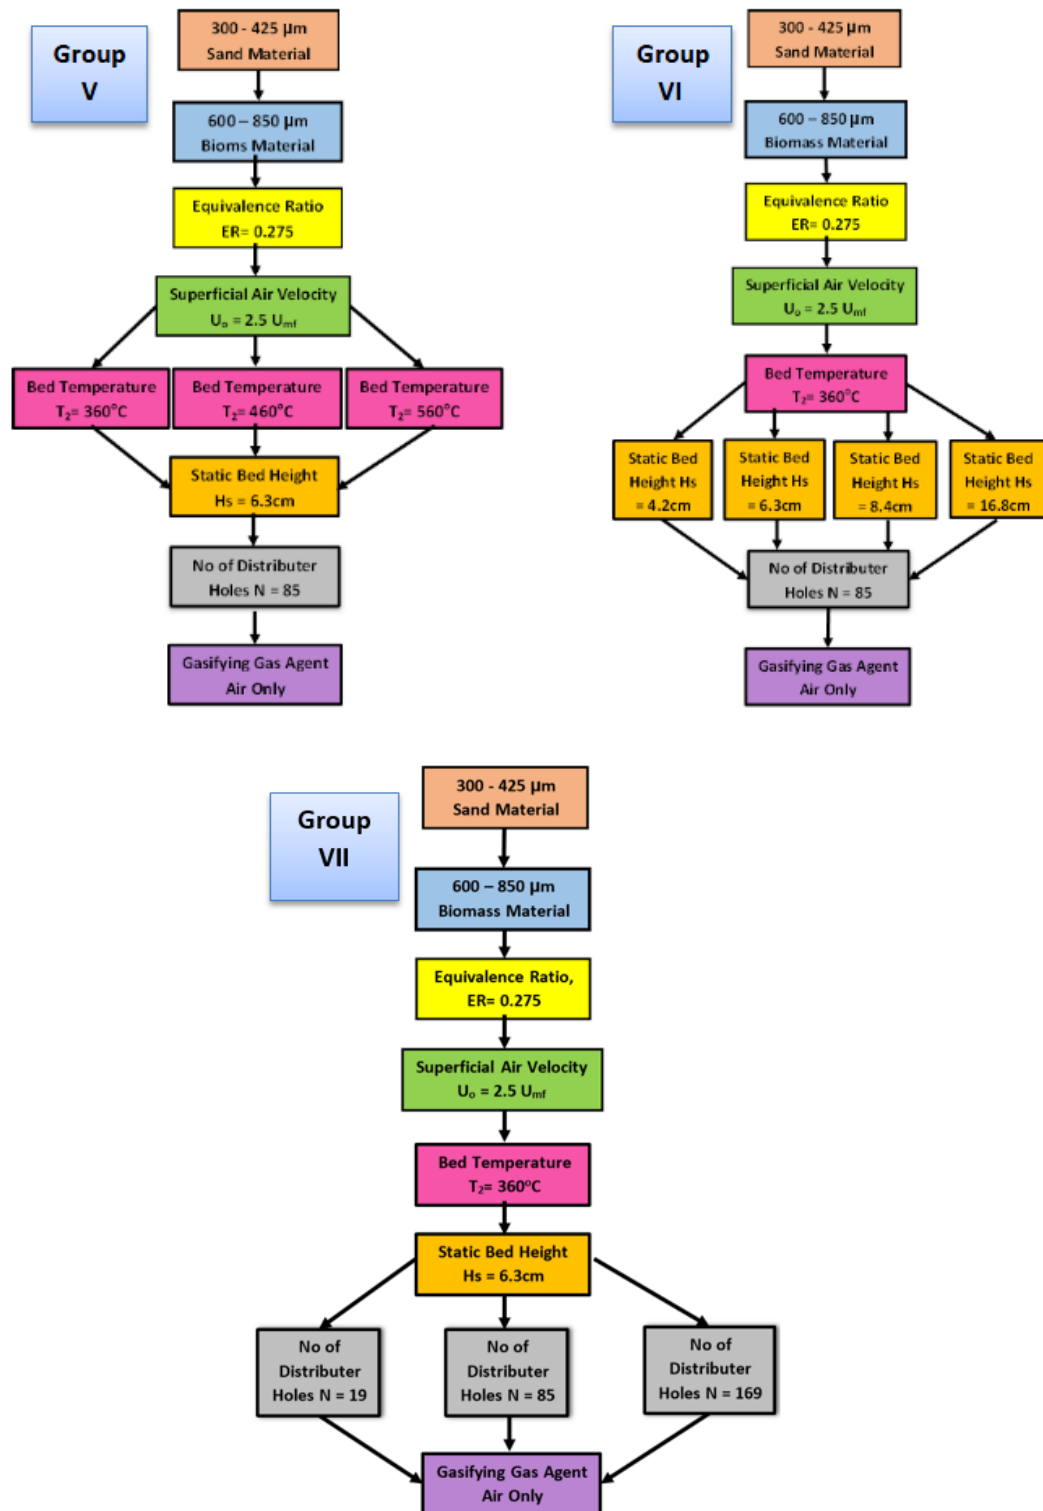 Group
V
300 - 425 µm
Sand Material
600 – 850 µm
Bioms Material
Equivalence Ratio
ER= 0.275
Superficial Air Velocity
Uₒ = 2.5 Umf
Bed Temperature
T₂= 360°C
Bed Temperature
T₂= 460°C
Bed Temperature
T₂= 560°C
Static Bed Height
Hs = 6.3cm
No of Distributer
Holes N = 85
Gasifying Gas Agent
Air Only
Group
VI
300 - 425 µm
Sand Material
600 – 850 µm
Biomass Material
Equivalence Ratio
ER= 0.275
Superficial Air Velocity
Uₒ = 2.5 Umf
Bed Temperature
T₂= 360°C
Static Bed
Height Hs
= 4.2cm
Static Bed
Height Hs
= 6.3cm
Static Bed
Height Hs
= 8.4cm
Static Bed
Height Hs
= 16.8cm
No of Distributer
Holes N = 85
Gasifying Gas Agent
Air Only
Group
VII
300 - 425 µm
Sand Material
600 – 850 µm
Biomass Material
Equivalence Ratio,
ER= 0.275
Superficial Air Velocity
Uₒ = 2.5 Umf
Bed Temperature
T₂= 360°C
Static Bed Height
Hs = 6.3cm
No of
Distributer
Holes N = 19
No of
Distributer
Holes N = 85
No of
Distributer
Holes N = 169
Gasifying Gas Agent
Air Only